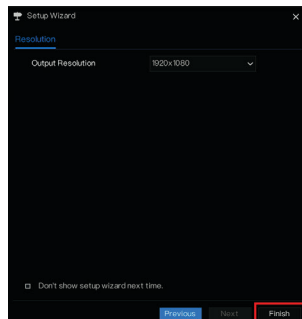 Setup Wizard
Resolution
Output Resolution 1920x1080
Don't show setup wizard next time.
Previous Next Finish